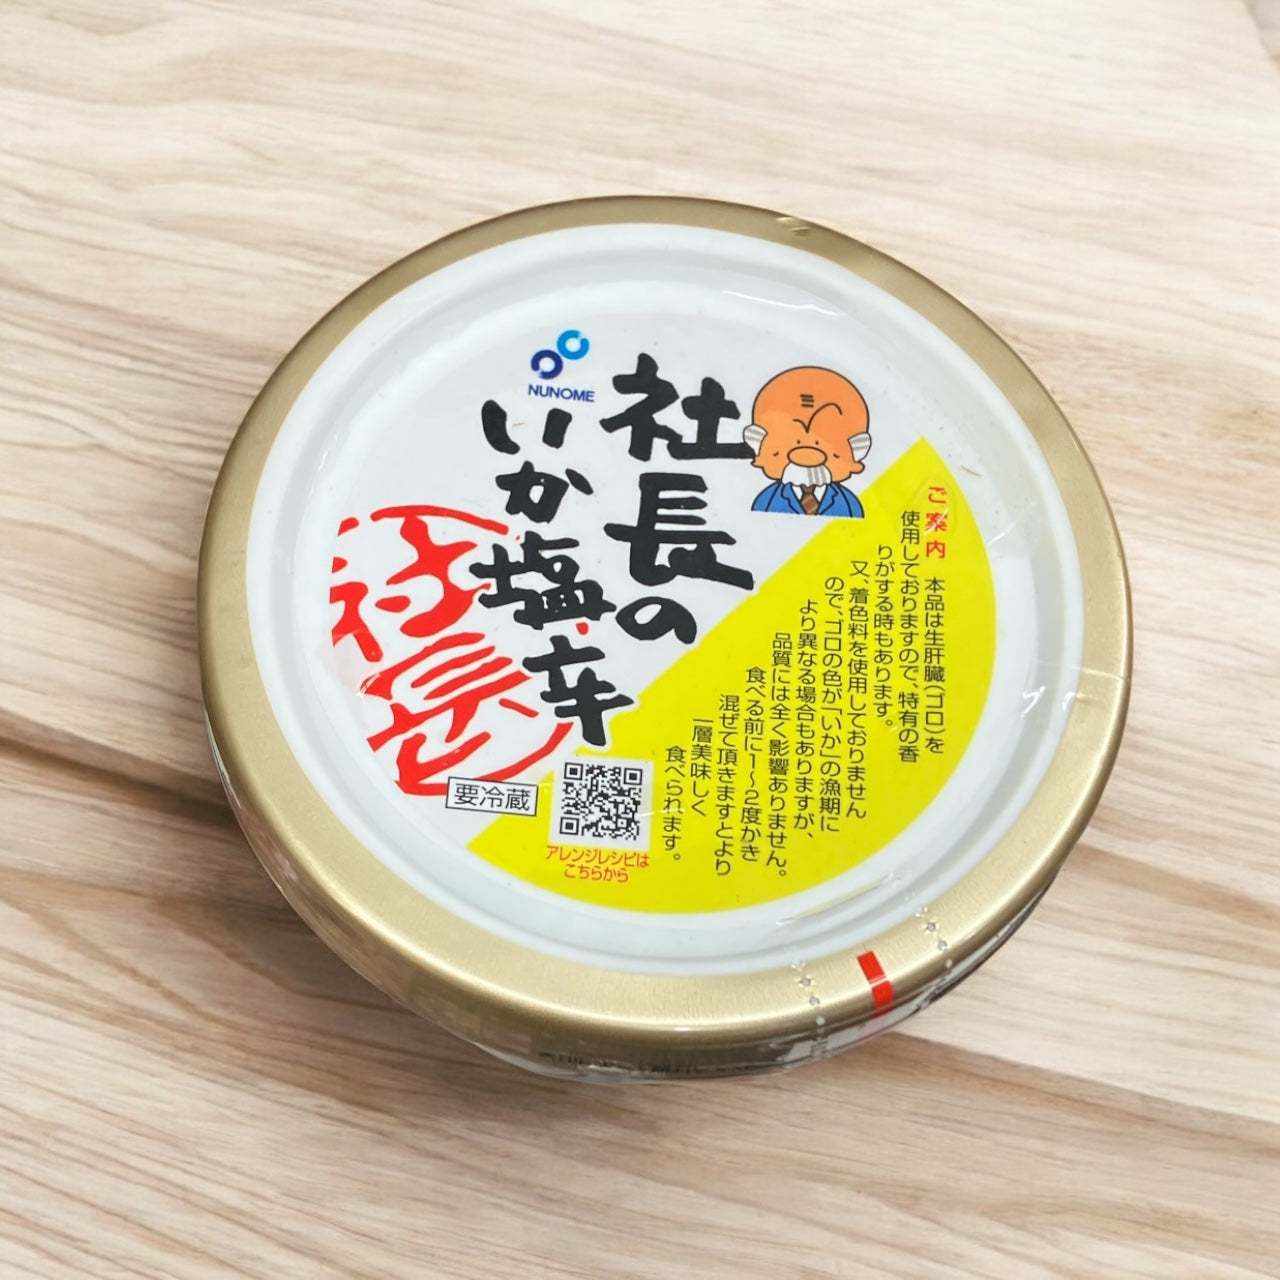 NUNOME
社長の
いか塩辛
社長
ご案内 本品は生肝臓(ゴロ)を
使用しておりますので、特有の香
りがする時もあります。
又、着色料を使用しておりません
ので、ゴロの色が「いか」の漁期に
より異なる場合もありますが、
品質には全く影響ありません。
食べる前に1〜2度かき
混ぜて頂きますとより
一層美味しく
食べられます。
要冷蔵
アレンジレシピは
こちらから